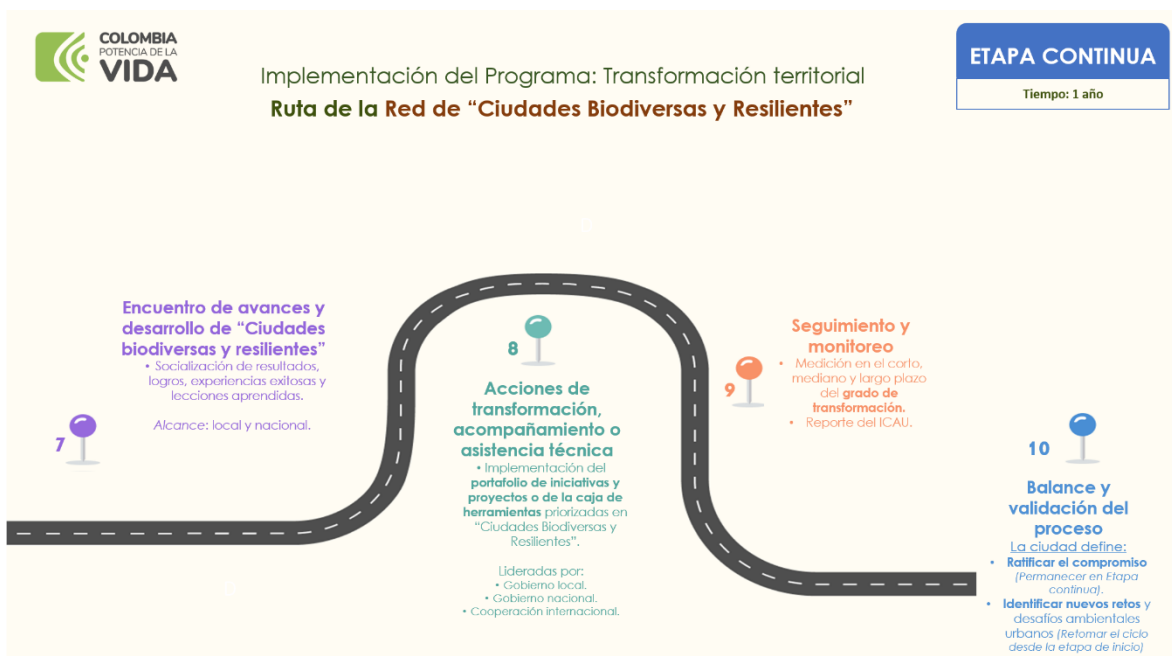 COLOMBIA
POTENCIA DE LA
VIDA
Implementación del Programa: Transformación territorial
Ruta de la Red de “Ciudades Biodiversas y Resilientes”
ETAPA CONTINUA
Tiempo: 1 año
7
Encuentro de avances y
desarrollo de “Ciudades
biodiversas y resilientes”
• Socialización de resultados,
logros, experiencias exitosas y
lecciones aprendidas.
Alcance: local y nacional.
8
Acciones de
transformación,
acompañamiento o
asistencia técnica
• Implementación del
portafolio de iniciativas y
proyectos o de la caja de
herramientas priorizadas en
“Ciudades Biodiversas y
Resilientes”.
Lideradas por:
• Gobierno local.
• Gobierno nacional.
• Cooperación internacional.
9
Seguimiento y
monitoreo
• Medición en el corto,
mediano y largo plazo
del grado de
transformación.
• Reporte del ICAU.
10
Balance y
validación del
proceso
La ciudad define:
• Ratificar el compromiso
(Permanecer en Etapa
continua).
• Identificar nuevos retos y
desafíos ambientales
urbanos (Retomar el ciclo
desde la etapa de inicio)